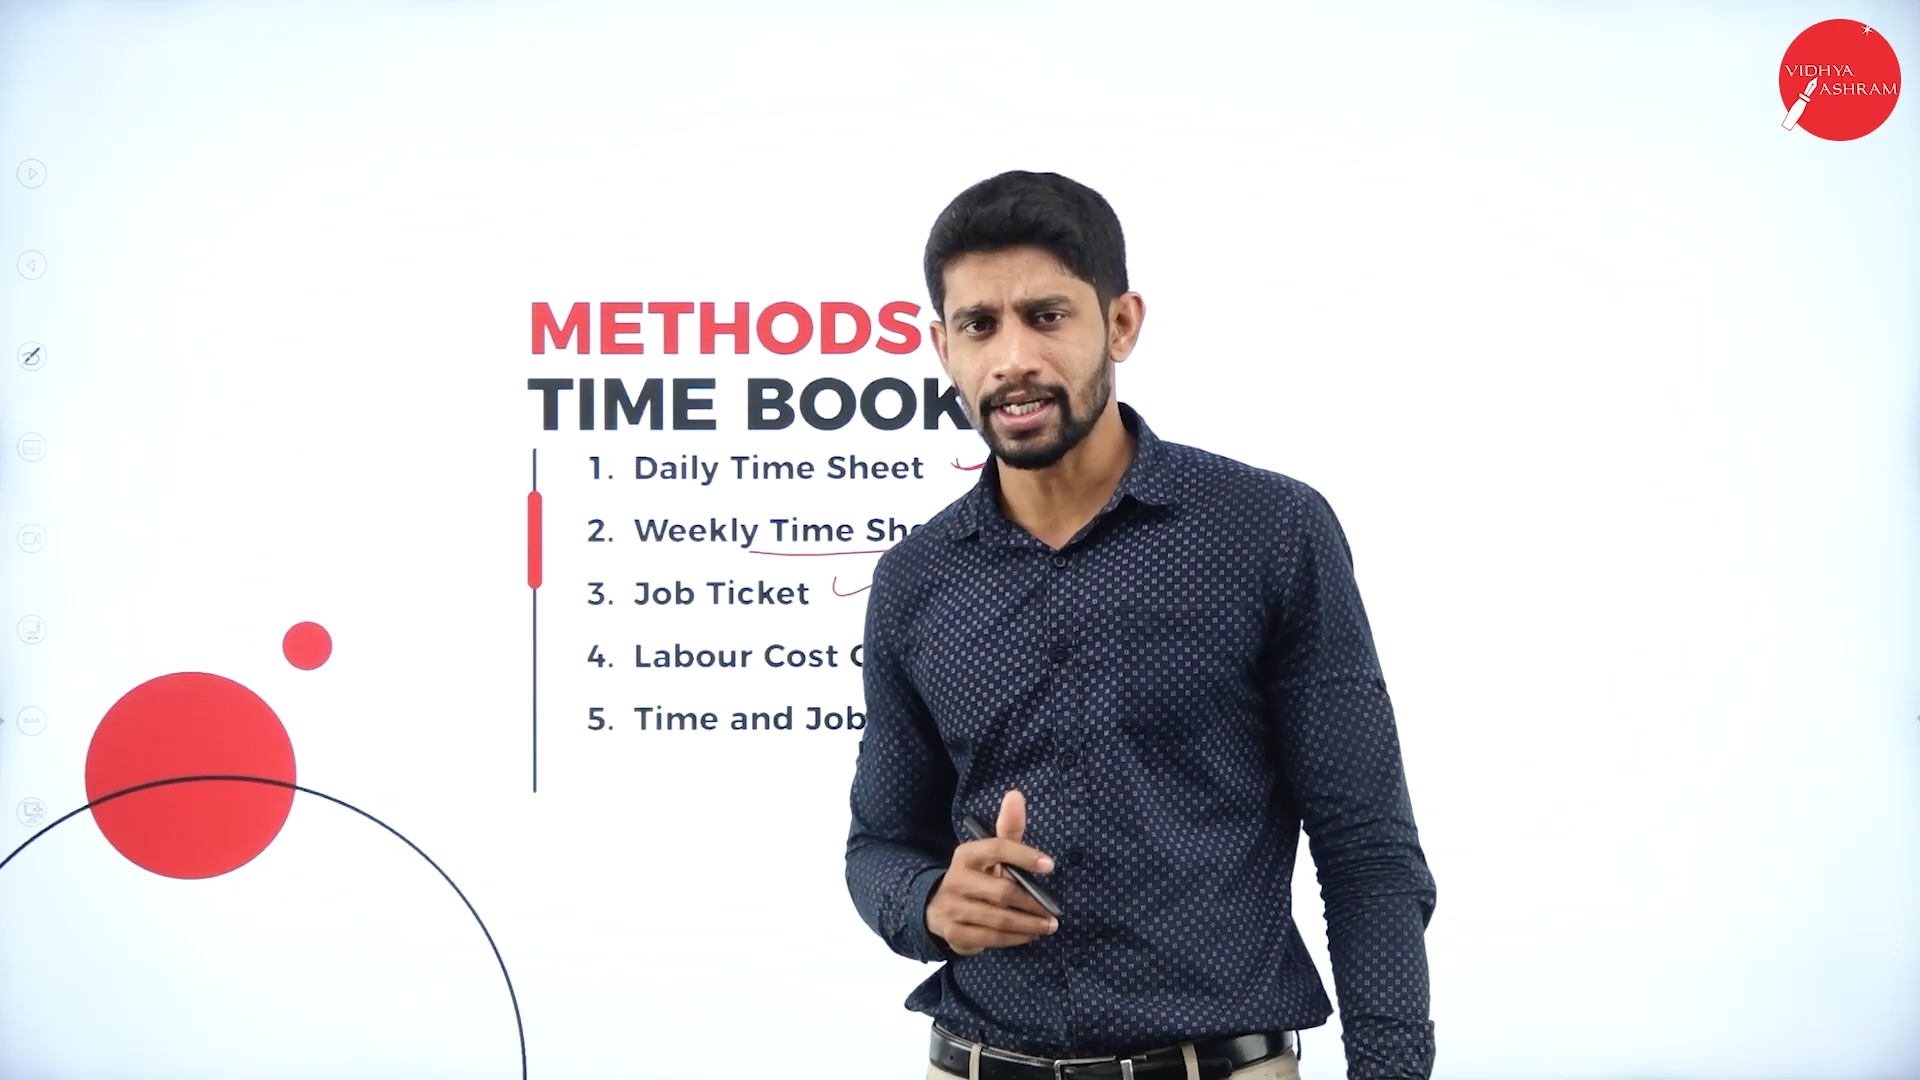 VIDHYA
ASHRAM
METHODS
TIME BOOK
1. Daily Time Sheet
2. Weekly Time
3. Job Ticket
4. Labour Cost
5. Time and Job